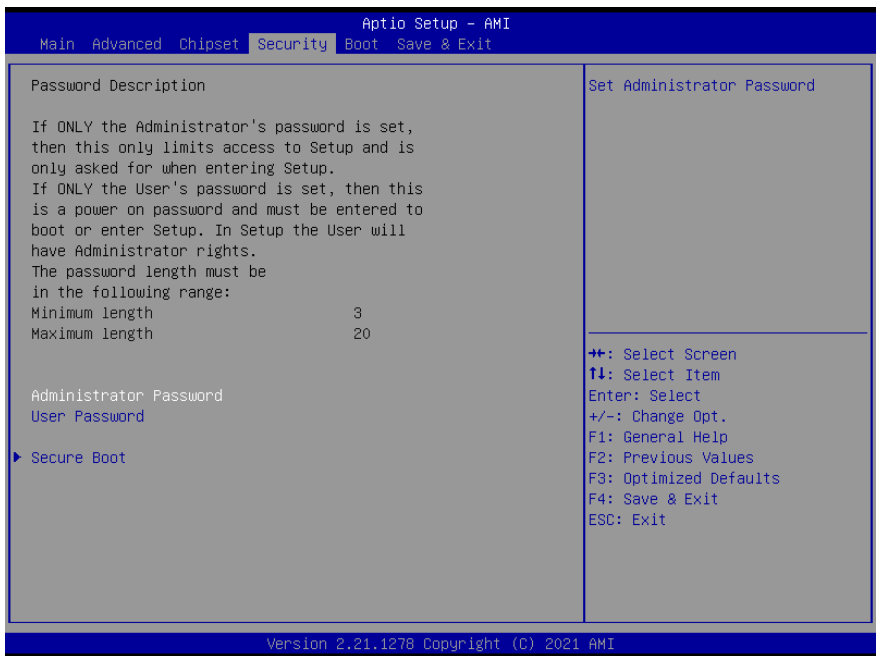 Aptio Setup – AMI
Main Advanced Chipset Security Boot Save & Exit
Password Description
If ONLY the Administrator's password is set,
then this only limits access to Setup and is
only asked for when entering Setup.
If ONLY the User's password is set, then this
is a power on password and must be entered to
boot or enter Setup. In Setup the User will
have Administrator rights.
The password length must be
in the following range:
Minimum length 3
Maximum length 20
Administrator Password
User Password
Secure Boot
Set Administrator Password
→←: Select Screen
↑↓: Select Item
Enter: Select
+/-: Change Opt.
F1: General Help
F2: Previous Values
F3: Optimized Defaults
F4: Save & Exit
ESC: Exit
Version 2.21.1278 Copyright (C) 2021 AMI